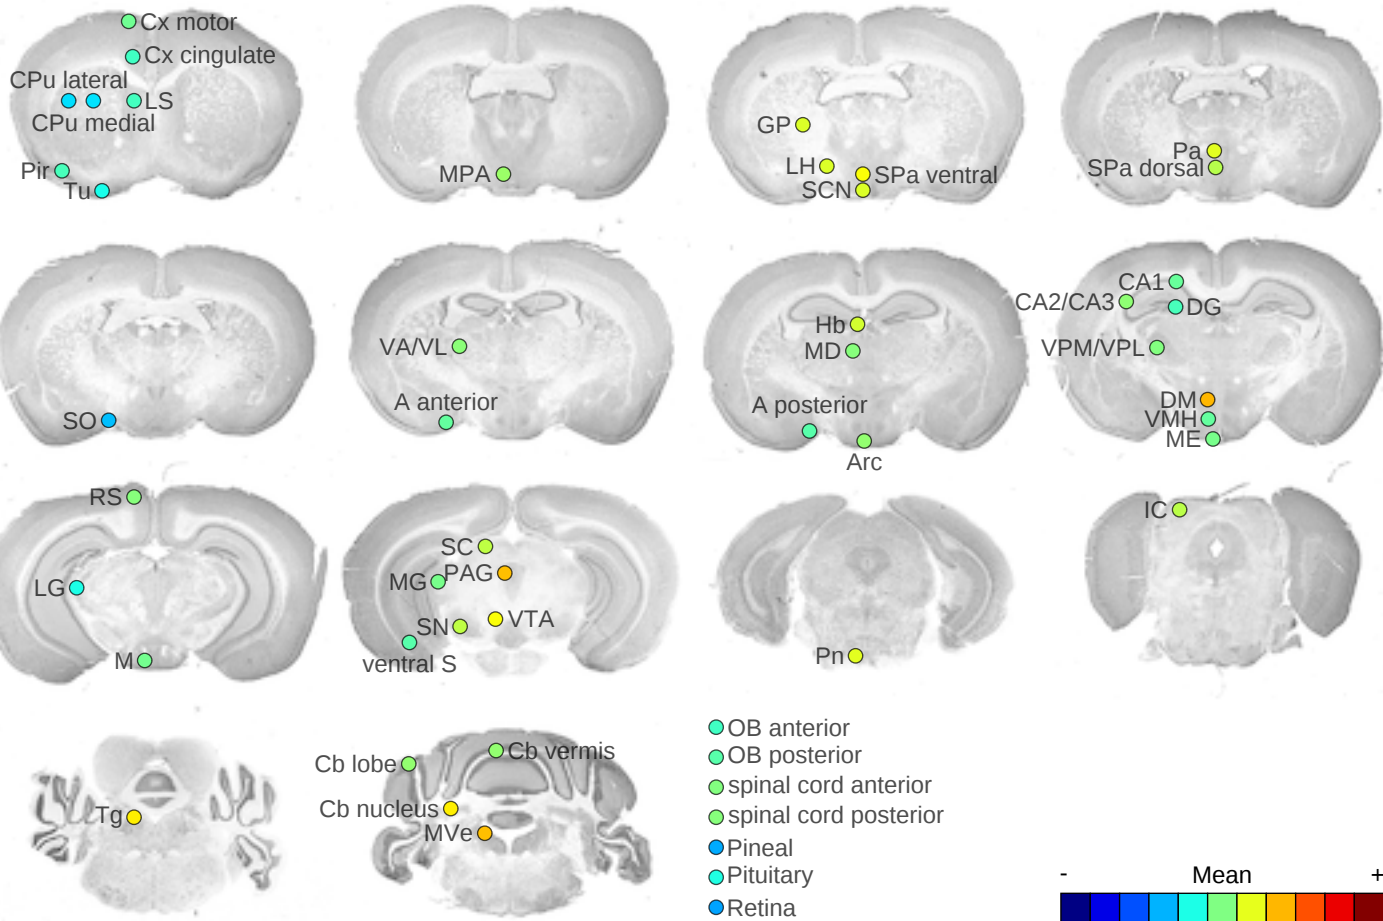 Cx motor
Cx cingulate
CPu lateral
LS
CPu medial
Pir
Tu
MPA
GP
LH
SPa ventral
SCN
Pa
SPa dorsal
SO
VA/VL
A anterior
Hb
MD
A posterior
Arc
CA1
CA2/CA3
DG
VPM/VPL
DM
VMH
ME
RS
LG
M
SC
PAG
MG
VTA
SN
ventral S
Pn
IC
Tg
Cb vermis
Cb lobe
Cb nucleus
MVe
OB anterior
OB posterior
spinal cord anterior
spinal cord posterior
Pineal
Pituitary
Retina
- Mean +